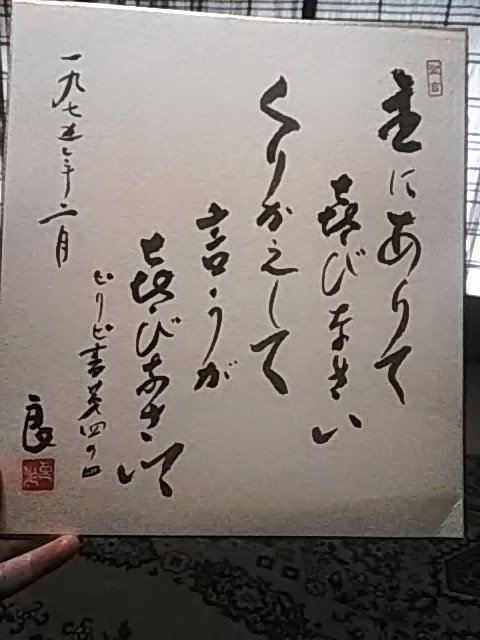 主にありて
喜びなさい
くりかえして
言うが
喜びなさい
ピリピ書第四の四
一九七五年二月
良